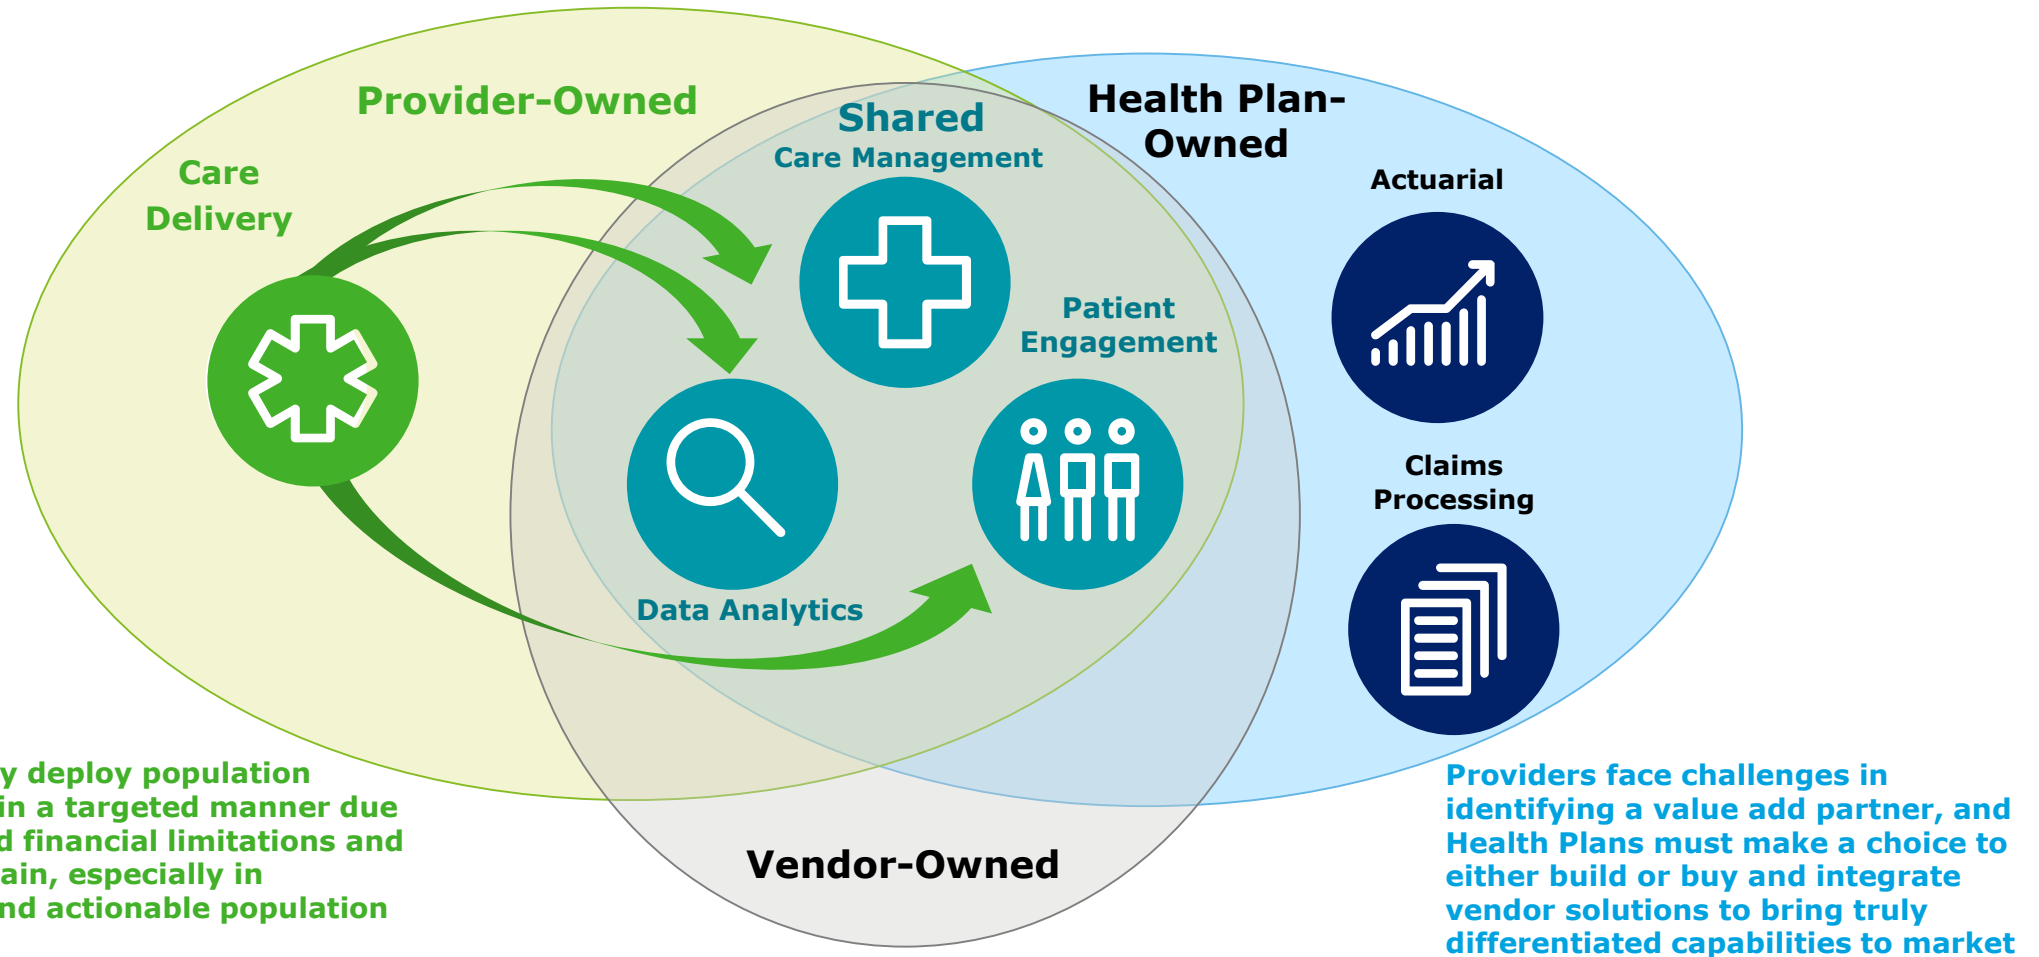 Provider-Owned
Care
Delivery
Shared
Care Management
Patient
Engagement
Data Analytics
Health Plan-
Owned
Actuarial
Claims
Processing
Vendor-Owned
y deploy population
in a targeted manner due
d financial limitations and
ain, especially in
nd actionable population
Providers face challenges in
identifying a value add partner, and
Health Plans must make a choice to
either build or buy and integrate
vendor solutions to bring truly
differentiated capabilities to market